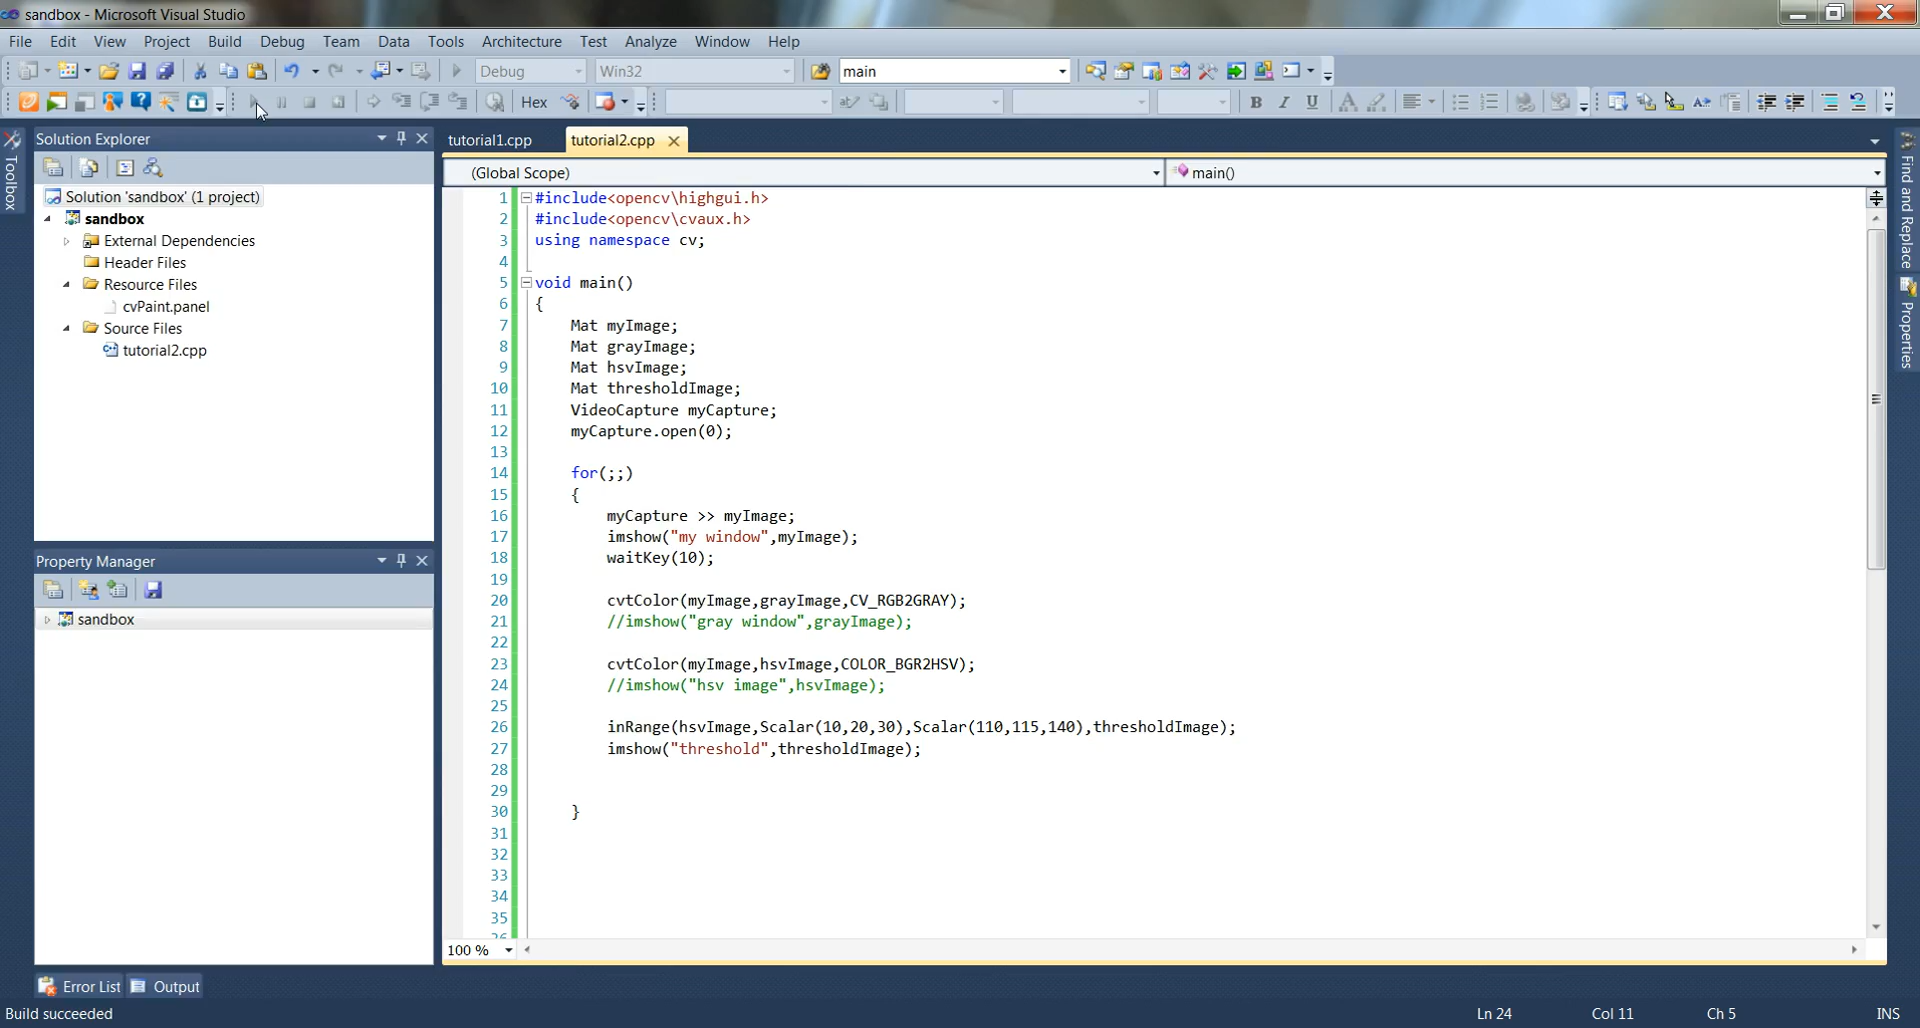 sandbox - Microsoft Visual Studio
File Edit View Project Build Debug Team Data Tools Architecture Test Analyze Window Help
Debug Win32 main
Hex B I U A
Toolbox
Solution Explorer
Solution 'sandbox' (1 project)
sandbox
External Dependencies
Header Files
Resource Files
cvPaint.panel
Source Files
tutorial2.cpp
Property Manager
sandbox
tutorial1.cpp tutorial2.cpp
(Global Scope) main()
1 #include<opencv\highgui.h>
2 #include<opencv\cvaux.h>
3 using namespace cv;
4
5 void main()
6 {
7 Mat myImage;
8 Mat grayImage;
9 Mat hsvImage;
10 Mat thresholdImage;
11 VideoCapture myCapture;
12 myCapture.open(0);
13
14 for(;;)
15 {
16 myCapture >> myImage;
17 imshow("my window",myImage);
18 waitKey(10);
19
20 cvtColor(myImage,grayImage,CV_RGB2GRAY);
21 //imshow("gray window",grayImage);
22
23 cvtColor(myImage,hsvImage,COLOR_BGR2HSV);
24 //imshow("hsv image",hsvImage);
25
26 inRange(hsvImage,Scalar(10,20,30),Scalar(110,115,140),thresholdImage);
27 imshow("threshold",thresholdImage);
28
29
30 }
31
32
33
34
35
100 %
Find and Replace
Properties
Error List Output
Build succeeded Ln 24 Col 11 Ch 5 INS